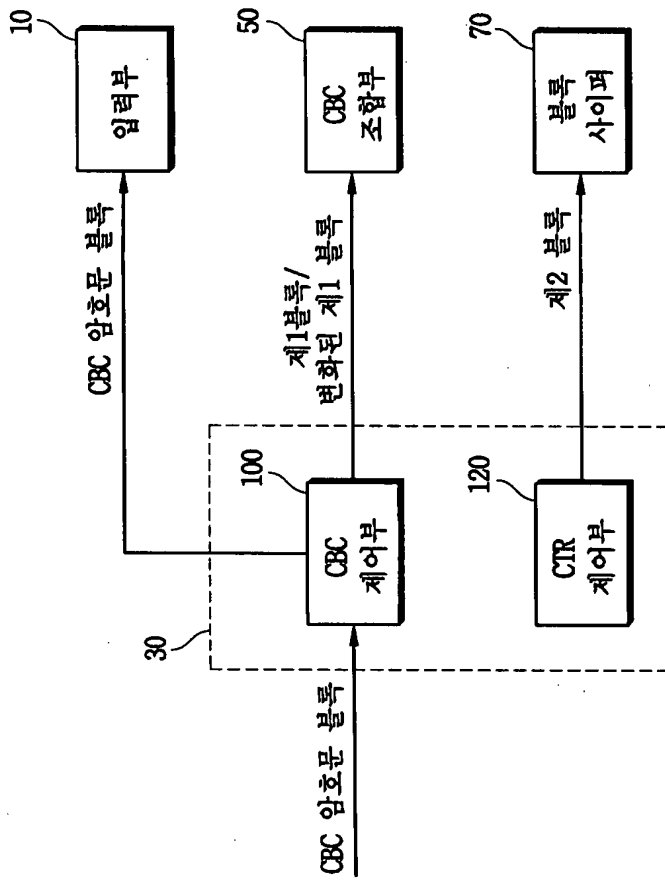 10
입력부
CBC 암호문 블록
50
CBC
조합부
제1블록/
변화된 제1 블록
70
블록
사이퍼
제2 블록
30
100
CBC
제어부
120
CTR
제어부
CBC 암호문 블록